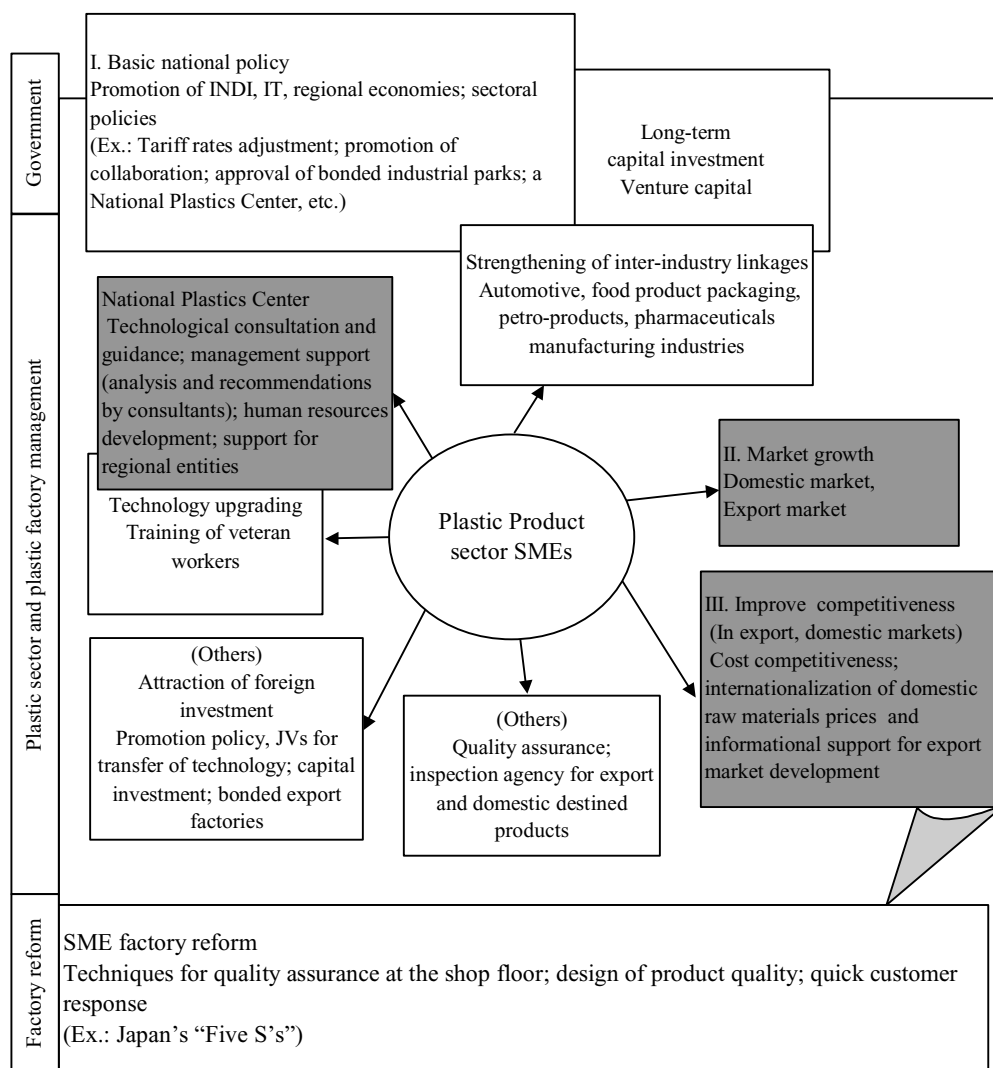 Government
I. Basic national policy
Promotion of INDI, IT, regional economies; sectoral
policies
(Ex.: Tariff rates adjustment; promotion of
collaboration; approval of bonded industrial parks; a
National Plastics Center, etc.)
Long-term
capital investment
Venture capital
Plastic sector and plastic factory management
Strengthening of inter-industry linkages
Automotive, food product packaging,
petro-products, pharmaceuticals
manufacturing industries
National Plastics Center
Technological consultation and
guidance; management support
(analysis and recommendations
by consultants); human resources
development; support for
regional entities
Technology upgrading
Training of veteran
workers
Plastic Product
sector SMEs
II. Market growth
Domestic market,
Export market
III. Improve competitiveness
(In export, domestic markets)
Cost competitiveness;
internationalization of domestic
raw materials prices and
informational support for export
market development
(Others)
Attraction of foreign
investment
Promotion policy, JVs for
transfer of technology; capital
investment; bonded export
factories
(Others)
Quality assurance;
inspection agency for export
and domestic destined
products
Factory reform
SME factory reform
Techniques for quality assurance at the shop floor; design of product quality; quick customer
response
(Ex.: Japan's “Five S's”)